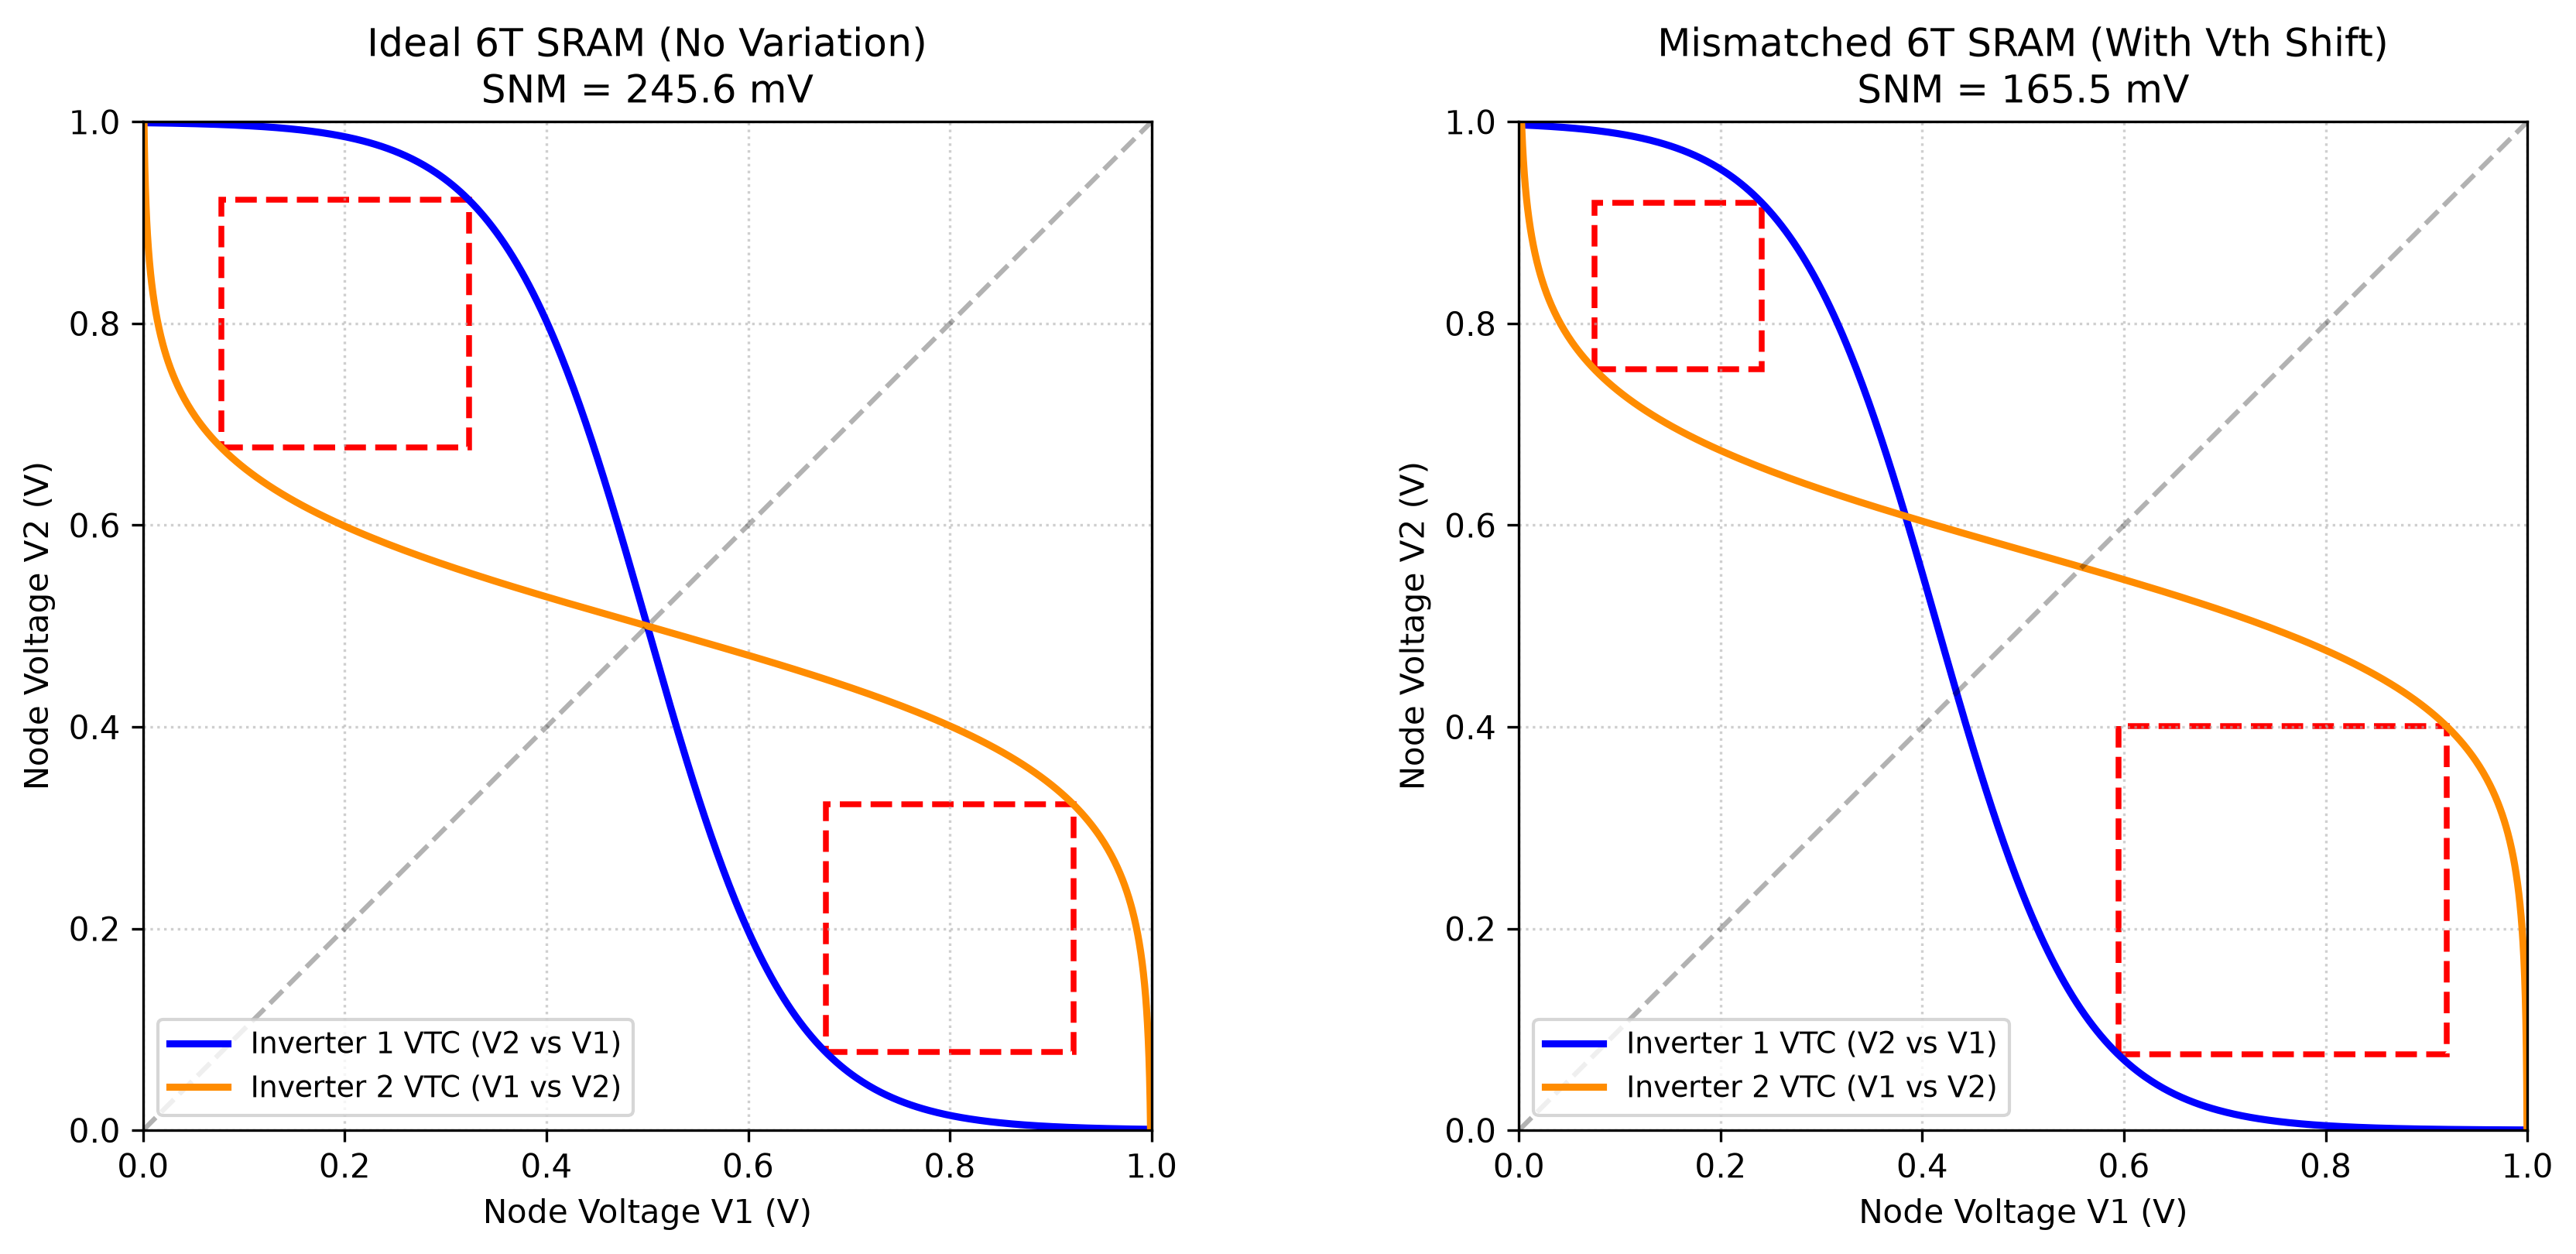 Ideal 6T SRAM (No Variation)
SNM = 245.6 mV
1.0
0.8
0.6
0.4
0.2
0.0
Node Voltage V2 (V)
Inverter 1 VTC (V2 vs V1)
Inverter 2 VTC (V1 vs V2)
0.0 0.2 0.4 0.6 0.8 1.0
Node Voltage V1 (V)
Mismatched 6T SRAM (With Vth Shift)
SNM = 165.5 mV
1.0
0.8
0.6
0.4
0.2
0.0
Node Voltage V2 (V)
Inverter 1 VTC (V2 vs V1)
Inverter 2 VTC (V1 vs V2)
0.0 0.2 0.4 0.6 0.8 1.0
Node Voltage V1 (V)